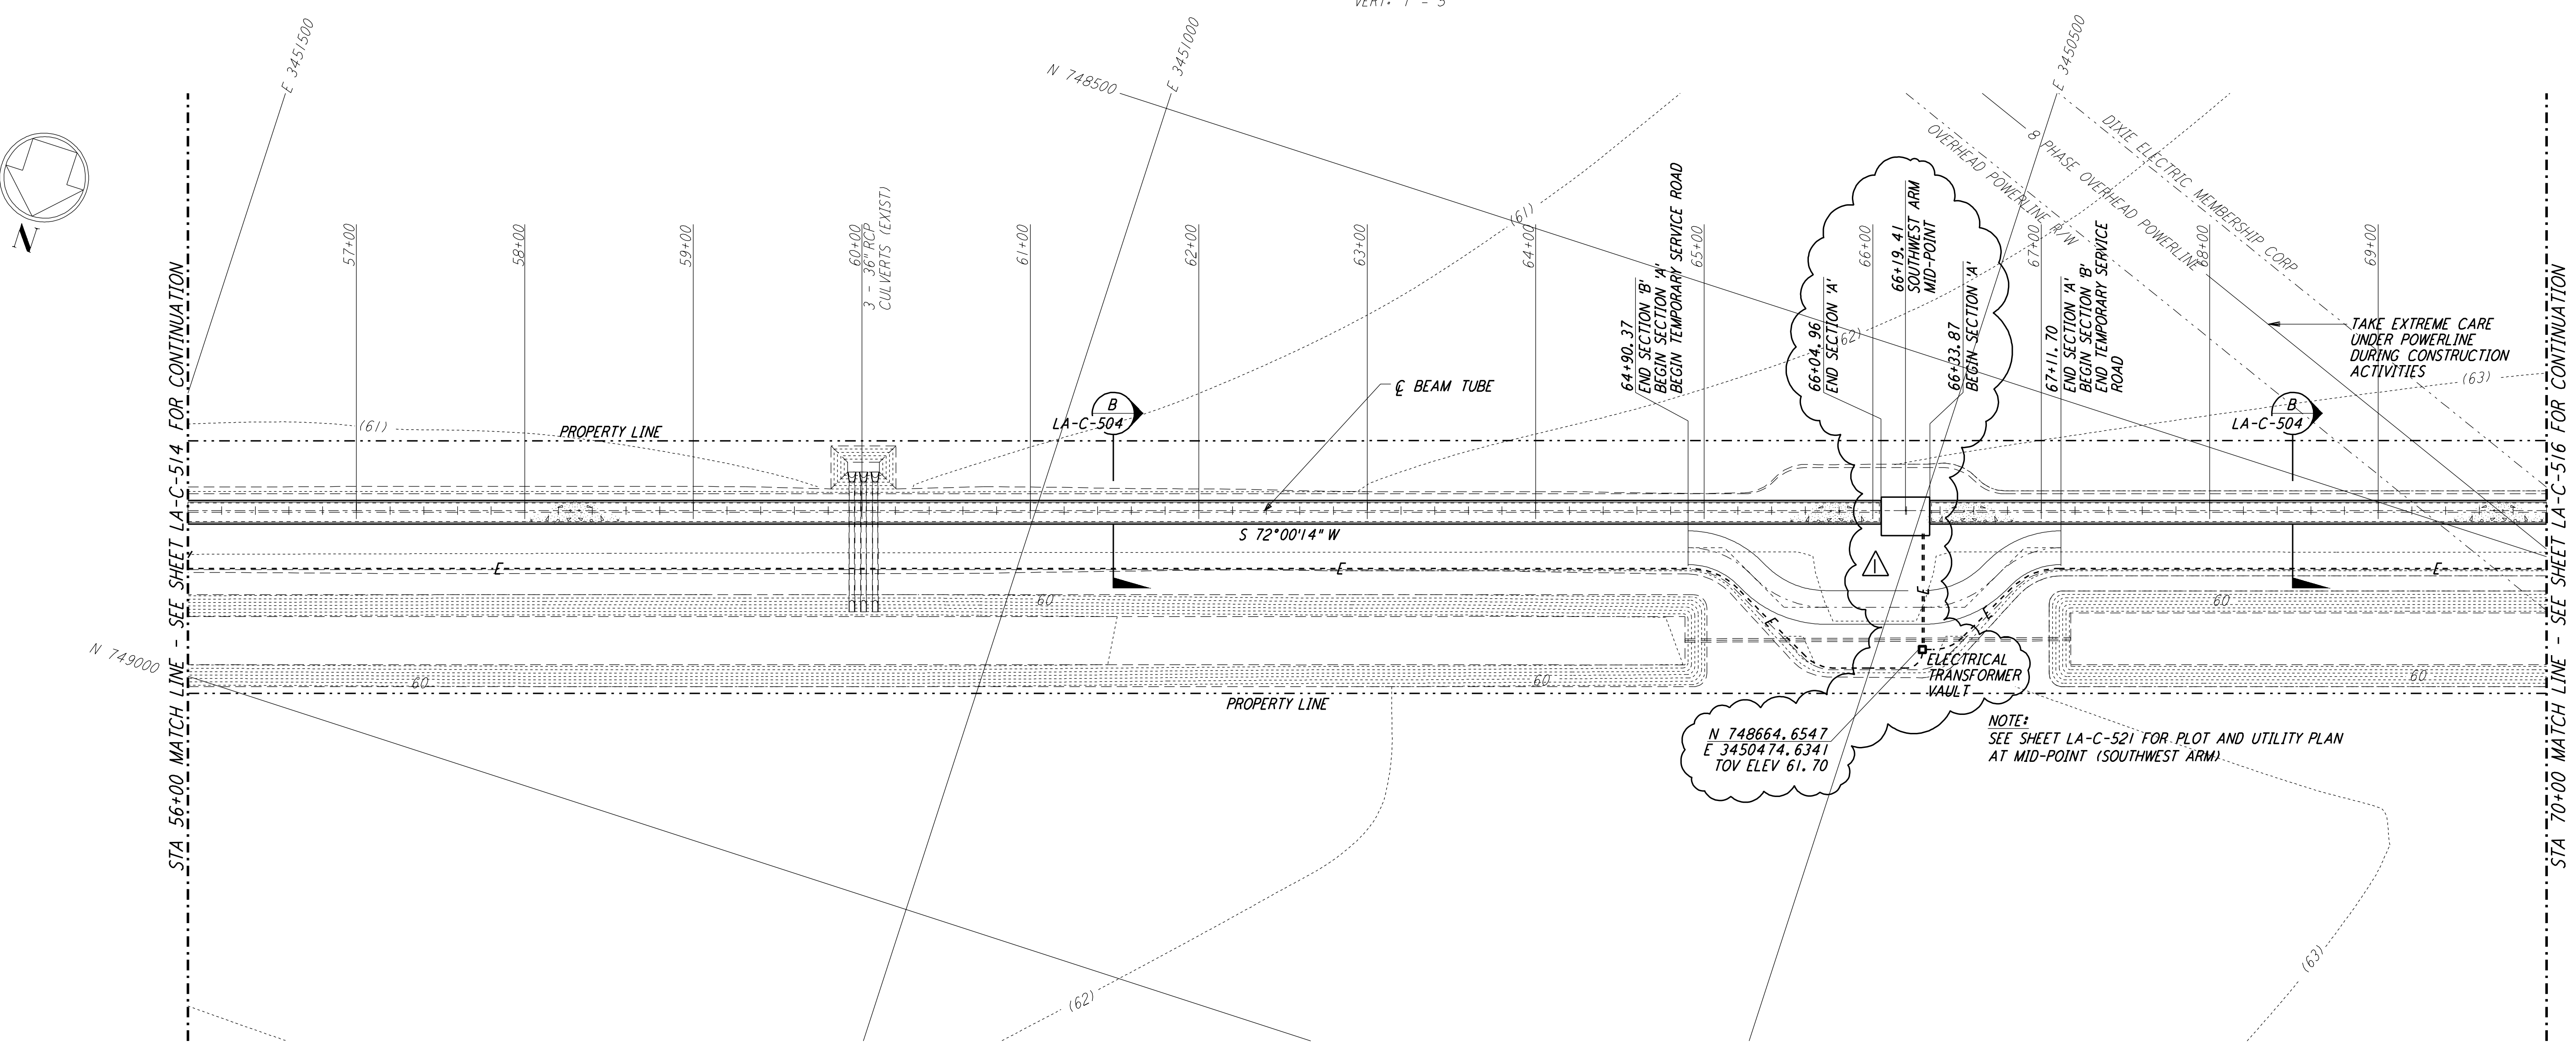 VERT. 1" = 5'
E 3451500
E 3451000
E 3450500
N 748500
N
57+00
58+00
59+00
60+00
3 - 36" RCP
CULVERTS (EXIST)
61+00
62+00
63+00
64+00
65+00
66+00
67+00
68+00
69+00
64+90.37
END SECTION 'B'
BEGIN SECTION 'A'
BEGIN TEMPORARY SERVICE ROAD
66+04.96
END SECTION 'A'
66+19.41
SOUTHWEST ARM
MID-POINT
66+33.87
BEGIN SECTION 'A'
67+11.70
END SECTION 'A'
BEGIN SECTION 'B'
END TEMPORARY SERVICE
ROAD
OVERHEAD POWERLINE R/W
8 PHASE OVERHEAD POWERLINE
DIXIE ELECTRIC MEMBERSHIP CORP
TAKE EXTREME CARE
UNDER POWERLINE
DURING CONSTRUCTION
ACTIVITIES
(61)
(62)
(63)
(61)
PROPERTY LINE
B
LA-C-504
℄ BEAM TUBE
B
LA-C-504
S 72°00'14" W
1
E
E
E
E
E
E
60
60
60
60
60
N 749000
PROPERTY LINE
ELECTRICAL
TRANSFORMER
VAULT
N 748664.6547
E 3450474.6341
TOV ELEV 61.70
NOTE:
SEE SHEET LA-C-521 FOR PLOT AND UTILITY PLAN
AT MID-POINT (SOUTHWEST ARM)
(62)
(63)
STA 56+00 MATCH LINE - SEE SHEET LA-C-514 FOR CONTINUATION
STA 70+00 MATCH LINE - SEE SHEET LA-C-516 FOR CONTINUATION